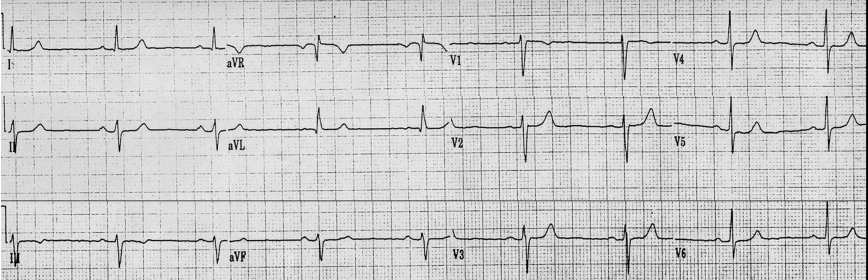 I aVR V1 V4
II aVL V2 V5
III aVF V3 V6